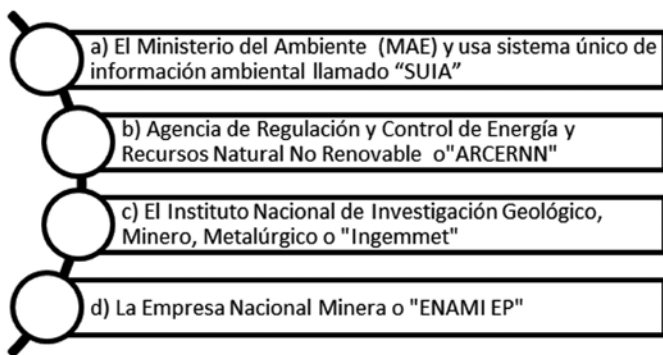 a) El Ministerio del Ambiente (MAE) y usa sistema único de
información ambiental llamado “SUIA”
b) Agencia de Regulación y Control de Energía y
Recursos Natural No Renovable o"ARCERNN"
c) El Instituto Nacional de Investigación Geológico,
Minero, Metalúrgico o "Ingemmet"
d) La Empresa Nacional Minera o "ENAMI EP"